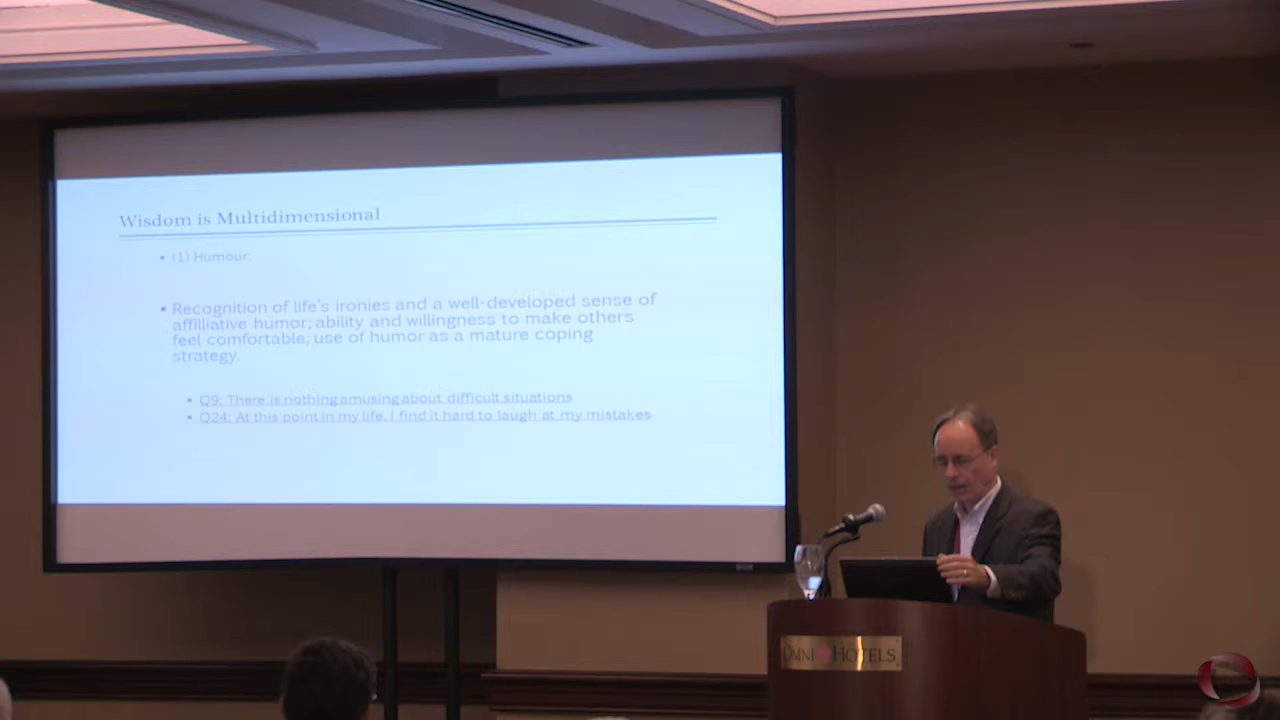 Wisdom is Multidimensional
(1) Humour:
Recognition of life's ironies and a well-developed sense of
affilliative humor; ability and willingness to make others
feel comfortable; use of humor as a mature coping
strategy.
Q9: There is nothing amusing about difficult situations
Q24: At this point in my life, I find it hard to laugh at my mistakes
OMNI HOTELS